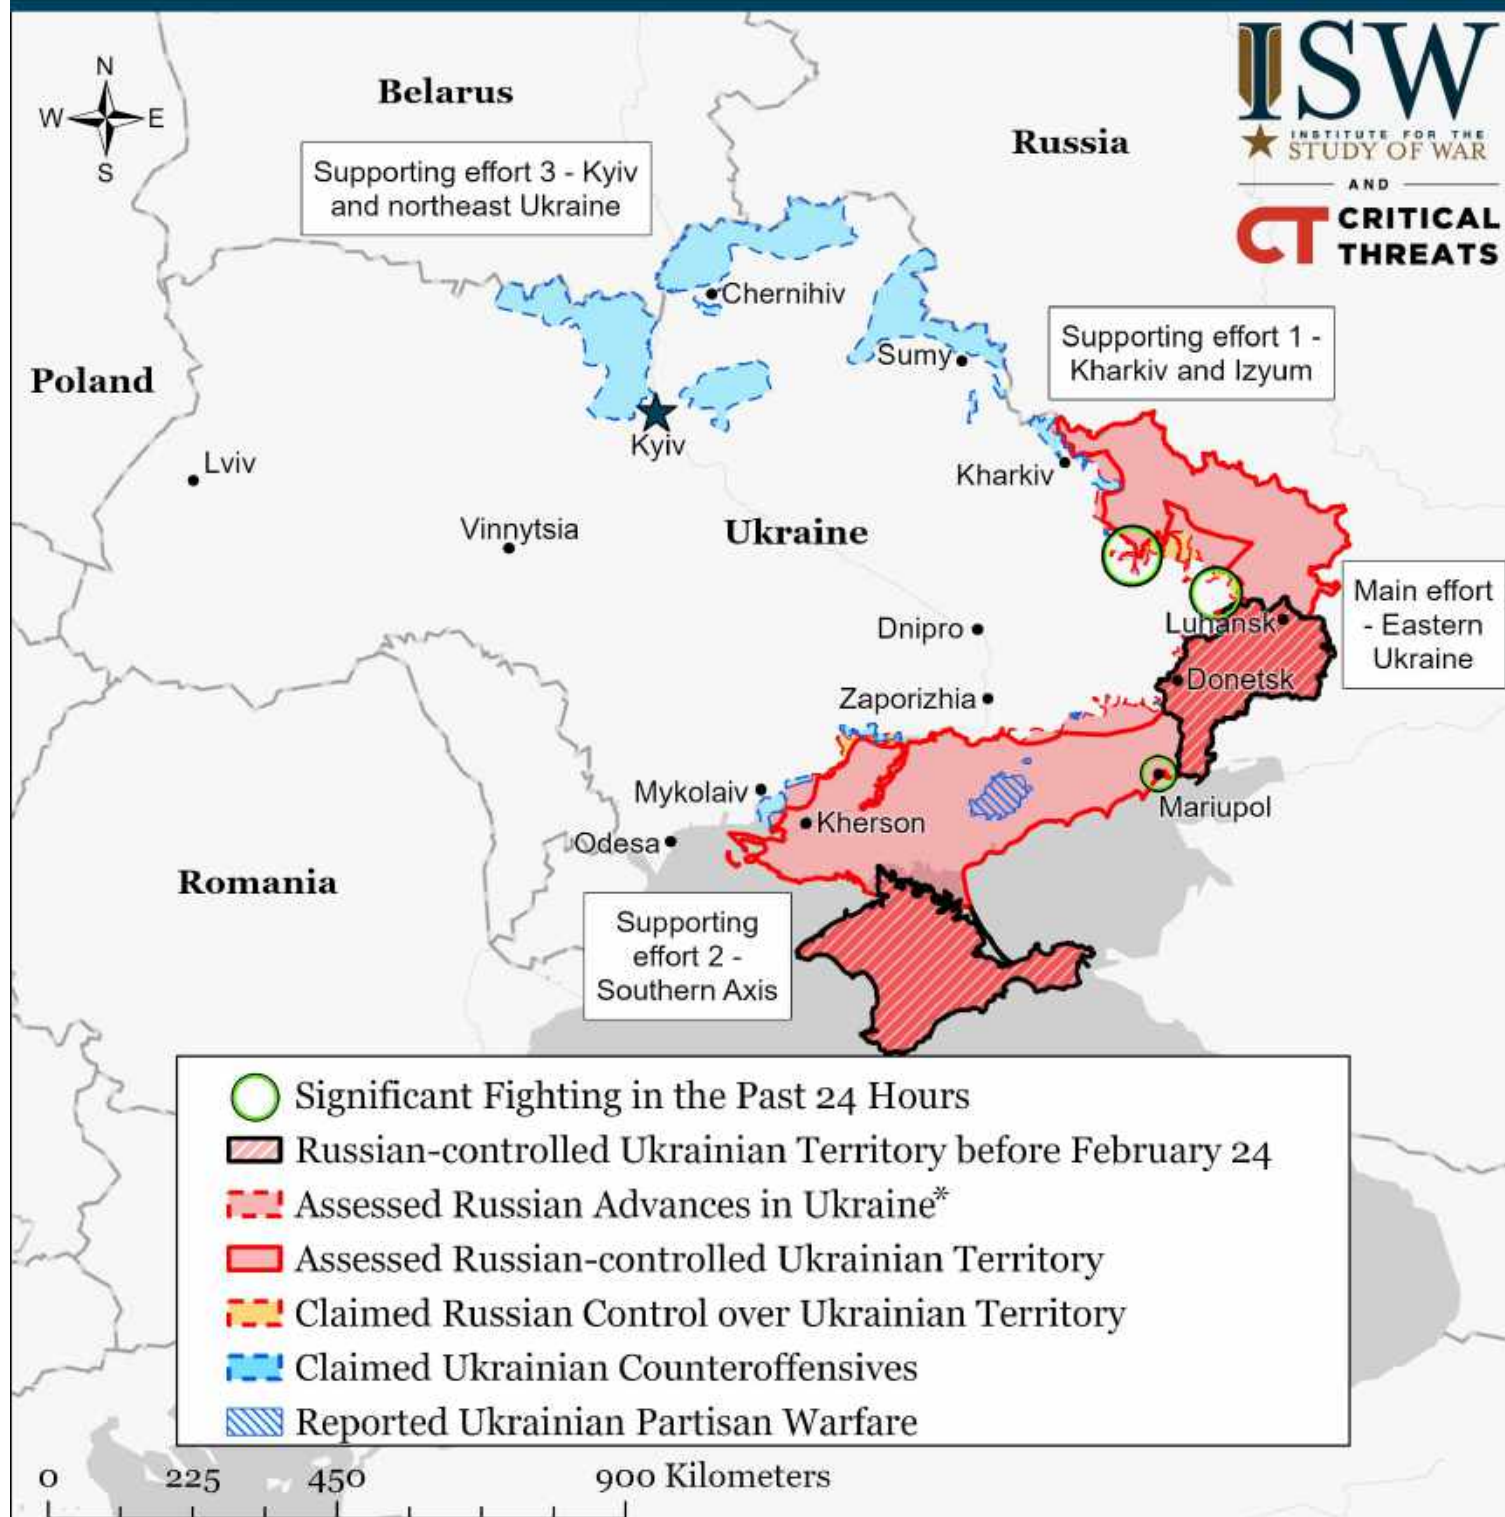 N
W
E
S
Belarus
Russia
ISW
INSTITUTE FOR THE
STUDY OF WAR
AND
CT CRITICAL
THREATS
Supporting effort 3 - Kyiv
and northeast Ukraine
Chernihiv
Supporting effort 1 -
Kharkiv and Izyum
Sumy
Poland
Kyiv
Lviv
Kharkiv
Vinnytsia
Ukraine
Main effort
- Eastern
Ukraine
Dnipro
Luhansk
Donetsk
Zaporizhia
Mykolaiv
Mariupol
Kherson
Odesa
Romania
Supporting
effort 2 -
Southern Axis
Significant Fighting in the Past 24 Hours
Russian-controlled Ukrainian Territory before February 24
Assessed Russian Advances in Ukraine*
Assessed Russian-controlled Ukrainian Territory
Claimed Russian Control over Ukrainian Territory
Claimed Ukrainian Counteroffensives
Reported Ukrainian Partisan Warfare
0 225 450 900 Kilometers